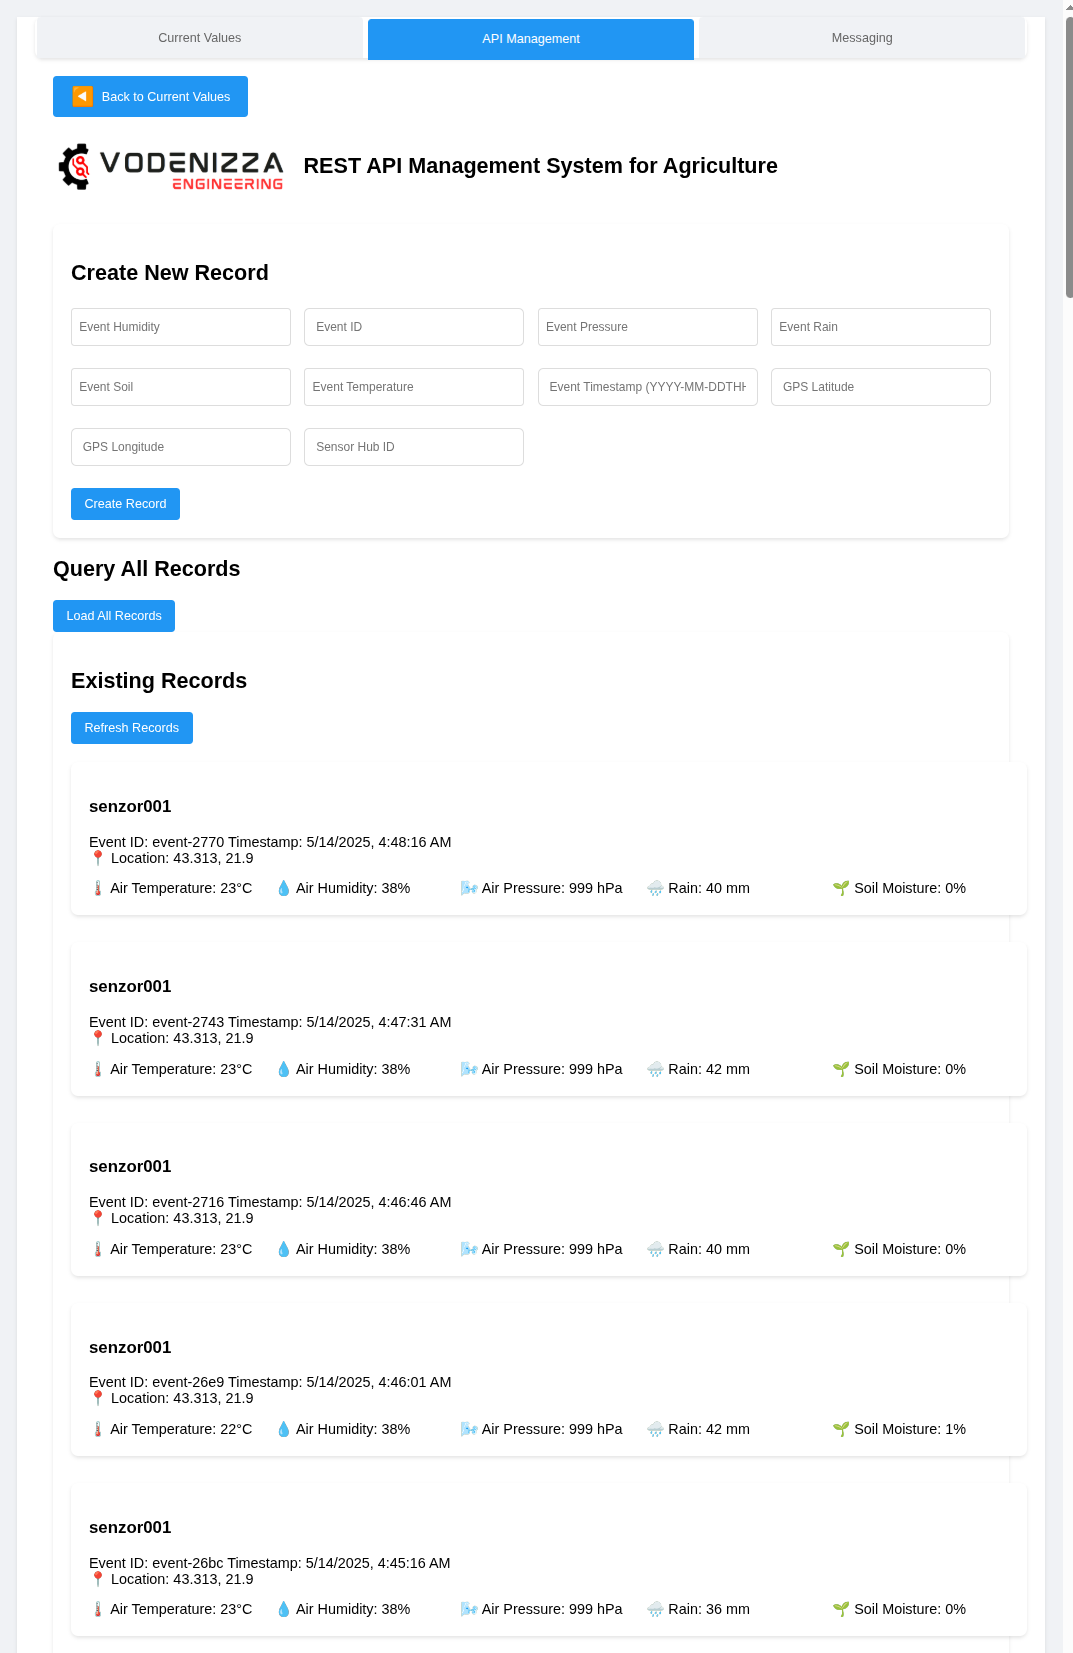 Current Values API Management Messaging
Back to Current Values
VODENIZZA
ENGINEERING
REST API Management System for Agriculture
Create New Record
Event Humidity Event ID Event Pressure Event Rain
Event Soil Event Temperature Event Timestamp (YYYY-MM-DDTHH GPS Latitude
GPS Longitude Sensor Hub ID
Create Record
Query All Records
Load All Records
Existing Records
Refresh Records
senzor001
Event ID: event-2770 Timestamp: 5/14/2025, 4:48:16 AM
📍 Location: 43.313, 21.9
🌡️ Air Temperature: 23°C 💧 Air Humidity: 38% 🌬️ Air Pressure: 999 hPa 🌧️ Rain: 40 mm 🌱 Soil Moisture: 0%
senzor001
Event ID: event-2743 Timestamp: 5/14/2025, 4:47:31 AM
📍 Location: 43.313, 21.9
🌡️ Air Temperature: 23°C 💧 Air Humidity: 38% 🌬️ Air Pressure: 999 hPa 🌧️ Rain: 42 mm 🌱 Soil Moisture: 0%
senzor001
Event ID: event-2716 Timestamp: 5/14/2025, 4:46:46 AM
📍 Location: 43.313, 21.9
🌡️ Air Temperature: 23°C 💧 Air Humidity: 38% 🌬️ Air Pressure: 999 hPa 🌧️ Rain: 40 mm 🌱 Soil Moisture: 0%
senzor001
Event ID: event-26e9 Timestamp: 5/14/2025, 4:46:01 AM
📍 Location: 43.313, 21.9
🌡️ Air Temperature: 22°C 💧 Air Humidity: 38% 🌬️ Air Pressure: 999 hPa 🌧️ Rain: 42 mm 🌱 Soil Moisture: 1%
senzor001
Event ID: event-26bc Timestamp: 5/14/2025, 4:45:16 AM
📍 Location: 43.313, 21.9
🌡️ Air Temperature: 23°C 💧 Air Humidity: 38% 🌬️ Air Pressure: 999 hPa 🌧️ Rain: 36 mm 🌱 Soil Moisture: 0%